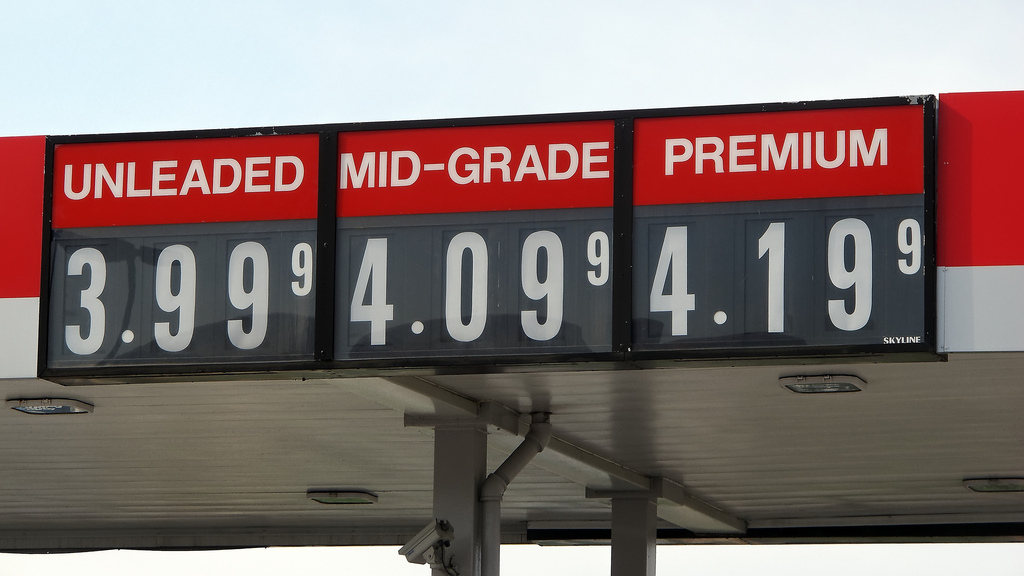 UNLEADED MID-GRADE PREMIUM
3.99 9 4.09 9 4.19 9
SKYLINE